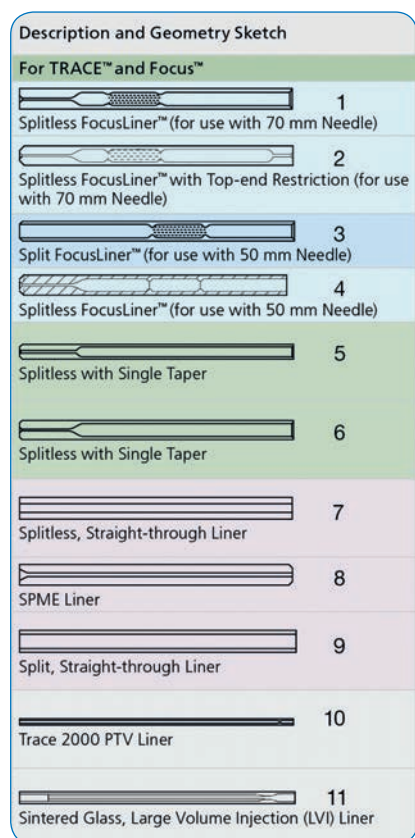 Description and Geometry Sketch
For TRACE™ and Focus™
1
Splitless FocusLiner™ (for use with 70 mm Needle)
2
Splitless FocusLiner™ with Top-end Restriction (for use
with 70 mm Needle)
3
Split FocusLiner™ (for use with 50 mm Needle)
4
Splitless FocusLiner™ (for use with 50 mm Needle)
5
Splitless with Single Taper
6
Splitless with Single Taper
7
Splitless, Straight-through Liner
8
SPME Liner
9
Split, Straight-through Liner
10
Trace 2000 PTV Liner
11
Sintered Glass, Large Volume Injection (LVI) Liner